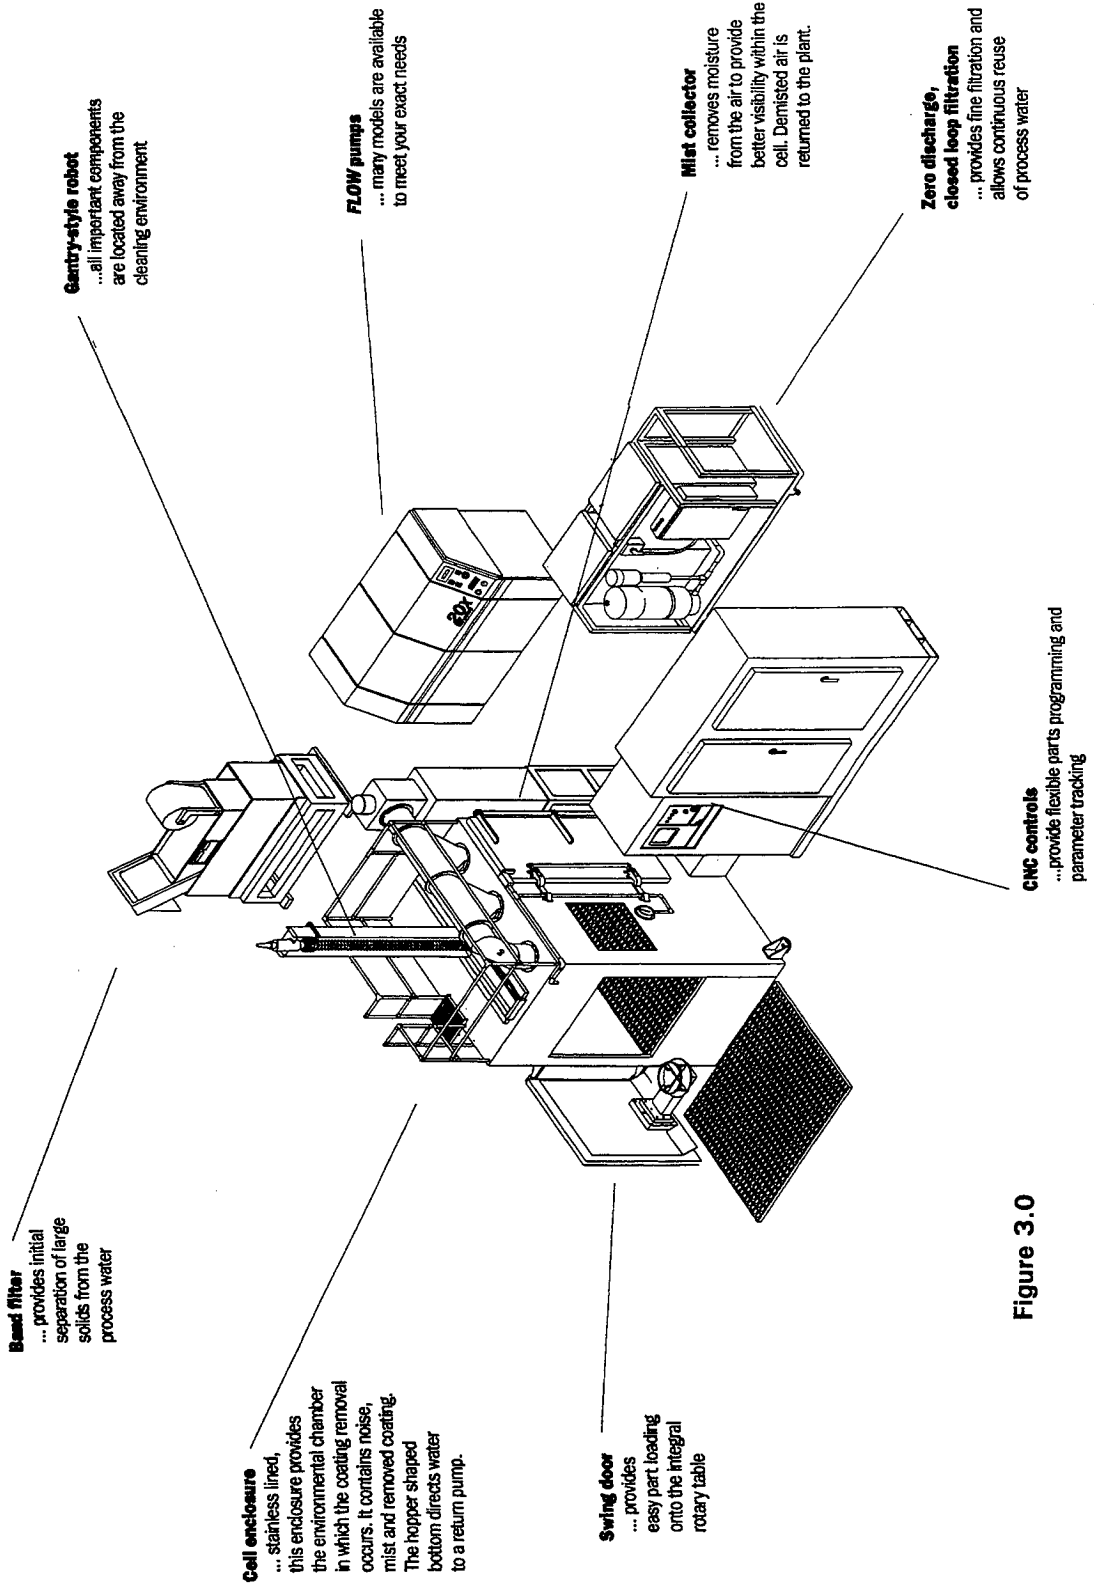 Band filter
... provides initial
separation of large
solids from the
process water
Gantry-style robot
...all important components
are located away from the
cleaning environment
Cell enclosure
... stainless lined,
this enclosure provides
the environmental chamber
in which the coating removal
occurs. It contains noise,
mist and removed coating.
The hopper shaped
bottom directs water
to a return pump.
FLOW pumps
... many models are available
to meet your exact needs
20X
Swing door
... provides
easy part loading
onto the integral
rotary table
Mist collector
... removes moisture
from the air to provide
better visibility within the
cell. Demisted air is
returned to the plant.
Zero discharge,
closed loop filtration
... provides fine filtration and
allows continuous reuse
of process water
CNC controls
...provide flexible parts programming and
parameter tracking
Figure 3.0